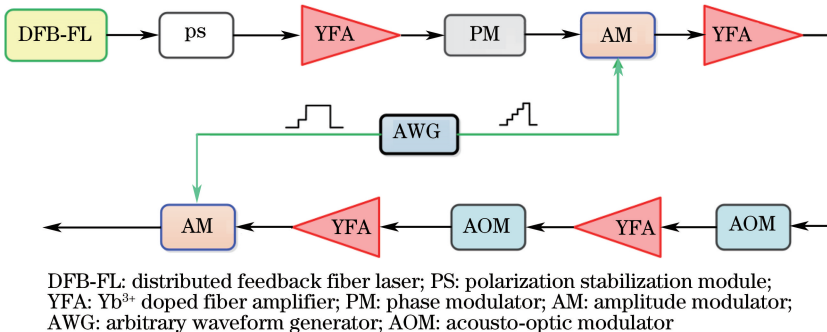 DFB-FL
ps
YFA
PM
AM
YFA
AWG
AM
YFA
AOM
YFA
AOM
DFB-FL: distributed feedback fiber laser; PS: polarization stabilization module;
YFA: Yb³⁺ doped fiber amplifier; PM: phase modulator; AM: amplitude modulator;
AWG: arbitrary waveform generator; AOM: acousto-optic modulator